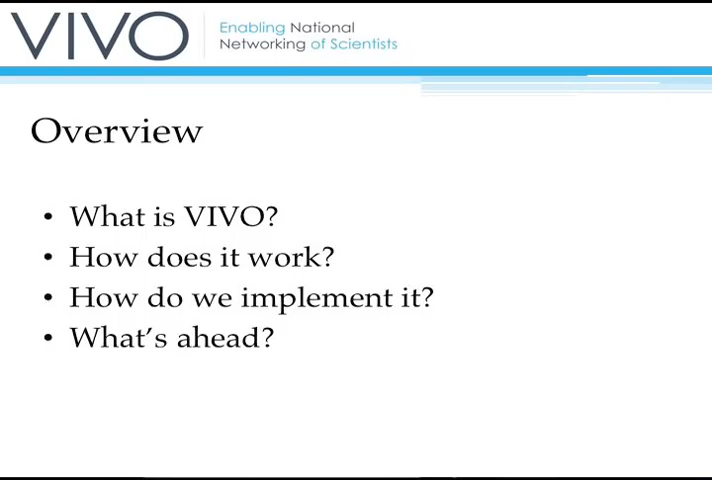 VIVO
Enabling National
Networking of Scientists
Overview
• What is VIVO?
• How does it work?
• How do we implement it?
• What's ahead?